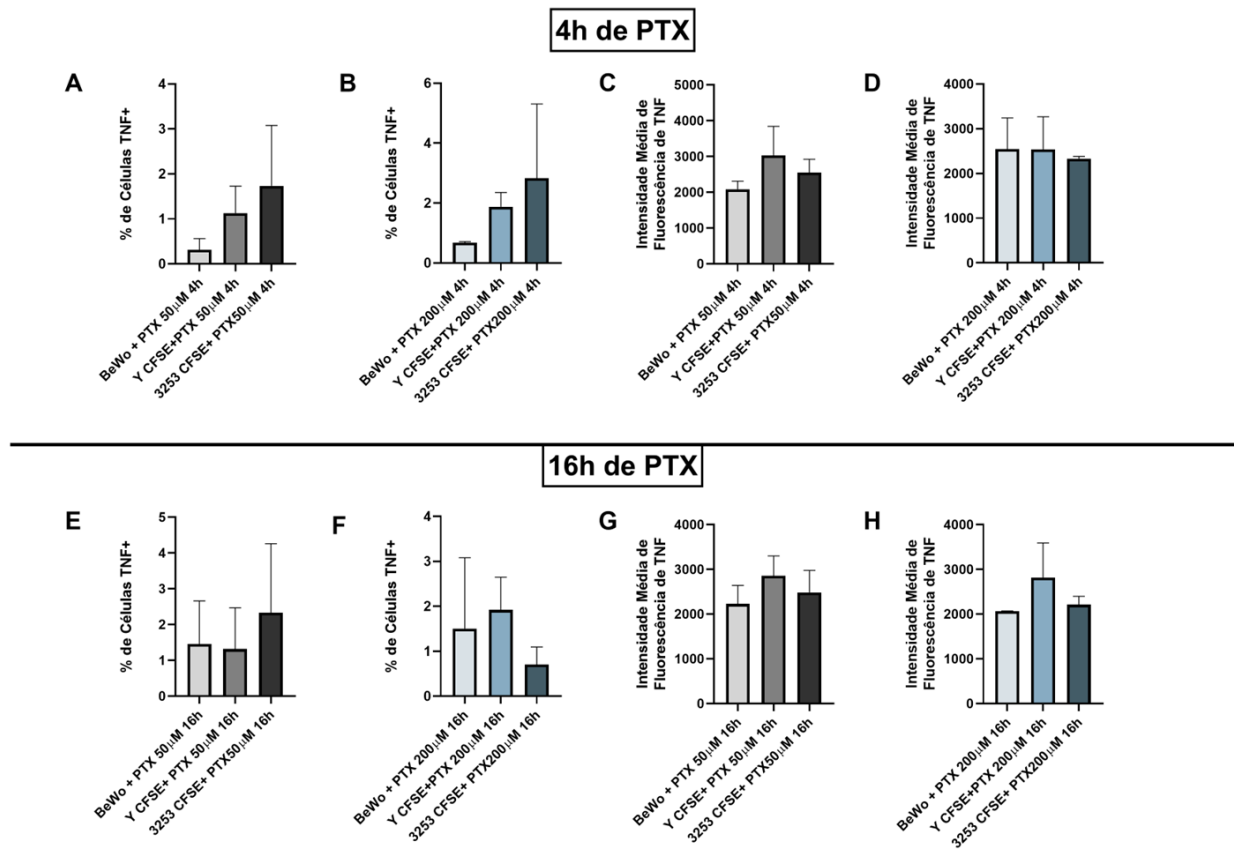 4h de PTX
A
% de Células TNF+
4
3
2
1
0
BeWo + PTX 50μM 4h
Y CFSE+PTX 50μM 4h
3253 CFSE+ PTX50μM 4h
B
% de Células TNF+
6
4
2
0
BeWo + PTX 200μM 4h
Y CFSE+PTX 200μM 4h
3253 CFSE+ PTX200μM 4h
C
Intensidade Média de
Fluorescência de TNF
5000
4000
3000
2000
1000
0
BeWo + PTX 50μM 4h
Y CFSE+PTX 50μM 4h
3253 CFSE+ PTX50μM 4h
D
Intensidade Média de
Fluorescência de TNF
4000
3000
2000
1000
0
BeWo + PTX 200μM 4h
Y CFSE+PTX 200μM 4h
3253 CFSE+ PTX200μM 4h
16h de PTX
E
% de Células TNF+
5
4
3
2
1
0
BeWo + PTX 50μM 16h
Y CFSE+ PTX 50μM 16h
3253 CFSE+ PTX50μM 16h
F
% de Células TNF+
4
3
2
1
0
BeWo + PTX 200μM 16h
Y CFSE+PTX 200μM 16h
3253 CFSE+ PTX200μM 16h
G
Intensidade Média de
Fluorescência de TNF
4000
3000
2000
1000
0
BeWo + PTX 50μM 16h
Y CFSE+ PTX 50μM 16h
3253 CFSE+ PTX50μM 16h
H
Intensidade Média de
Fluorescência de TNF
4000
3000
2000
1000
0
BeWo + PTX 200μM 16h
Y CFSE+PTX 200μM 16h
3253 CFSE+ PTX200μM 16h